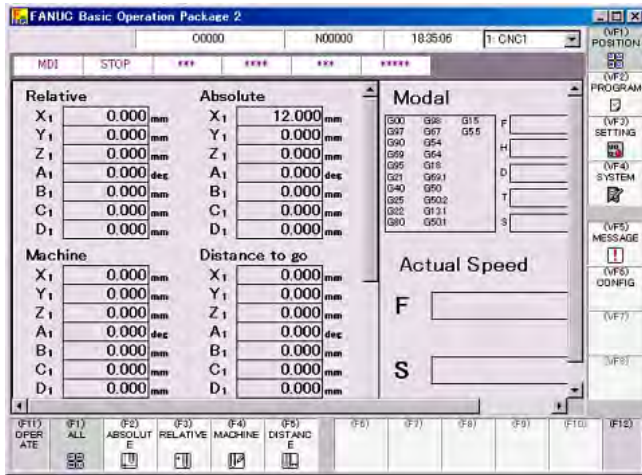 FANUC Basic Operation Package 2
O0000 N00000 18:35:06 1: CNC1
MDI STOP *** **** *** *****
Relative
X1 0.000 mm
Y1 0.000 mm
Z1 0.000 mm
A1 0.000 deg
B1 0.000 mm
C1 0.000 mm
D1 0.000 mm
Absolute
X1 12.000 mm
Y1 0.000 mm
Z1 0.000 mm
A1 0.000 deg
B1 0.000 mm
C1 0.000 mm
D1 0.000 mm
Machine
X1 0.000 mm
Y1 0.000 mm
Z1 0.000 mm
A1 0.000 deg
B1 0.000 mm
C1 0.000 mm
D1 0.000 mm
Distance to go
X1 0.000 mm
Y1 0.000 mm
Z1 0.000 mm
A1 0.000 deg
B1 0.000 mm
C1 0.000 mm
D1 0.000 mm
Modal
G00 G98 G15 F
G97 G67 G5.5
G90 G54 H
G69 G64
G95 G18 D
G21 G69.1
G40 G50 T
G25 G50.2
G22 G13.1
G80 G50.1 S
Actual Speed
F
S
(VF1)
POSITION
(VF2)
PROGRAM
(VF3)
SETTING
(VF4)
SYSTEM
(VF5)
MESSAGE
(VF6)
CONFIG
(VF7)
(VF8)
(F11)
OPER
ATE
(F1)
ALL
(F2)
ABSOLUT
E
(F3)
RELATIVE
(F4)
MACHINE
(F5)
DISTANC
E
(F6)
(F7)
(F8)
(F9)
(F10)
(F12)